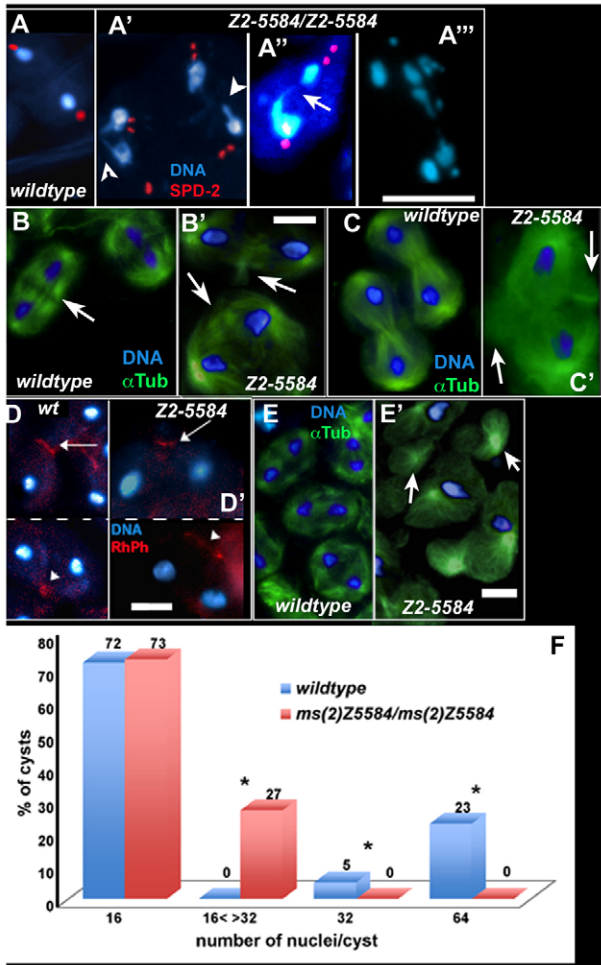 Z2-5584/Z2-5584
A
A'
A''
A'''
wildtype
DNA
SPD-2
B
B'
wildtype
C
Z2-5584
wildtype
DNA
αTub
Z2-5584
DNA
αTub
C'
D
wt
Z2-5584
D'
DNA
RhPh
E
DNA
αTub
E'
wildtype
Z2-5584
F
% of cysts
80
70
60
50
40
30
20
10
0
72
73
0
*
27
5
*
0
23
*
0
wildtype
ms(2)Z5584/ms(2)Z5584
16
16< >32
32
64
number of nuclei/cyst